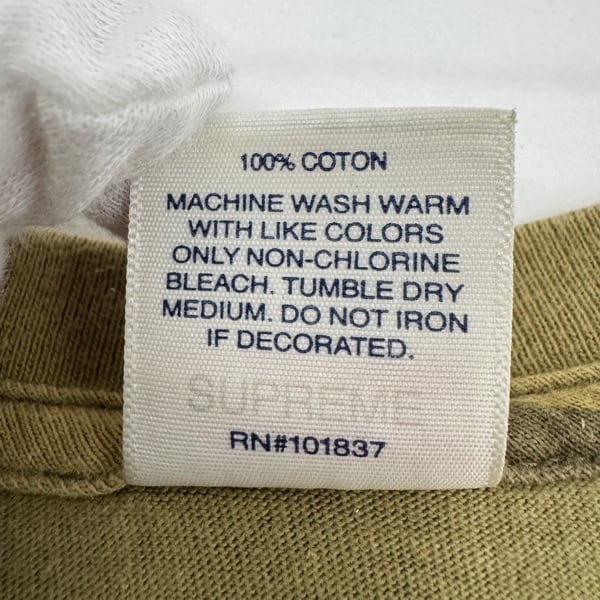 100% COTON
MACHINE WASH WARM
WITH LIKE COLORS
ONLY NON-CHLORINE
BLEACH. TUMBLE DRY
MEDIUM. DO NOT IRON
IF DECORATED.
SUPREME
RN#101837